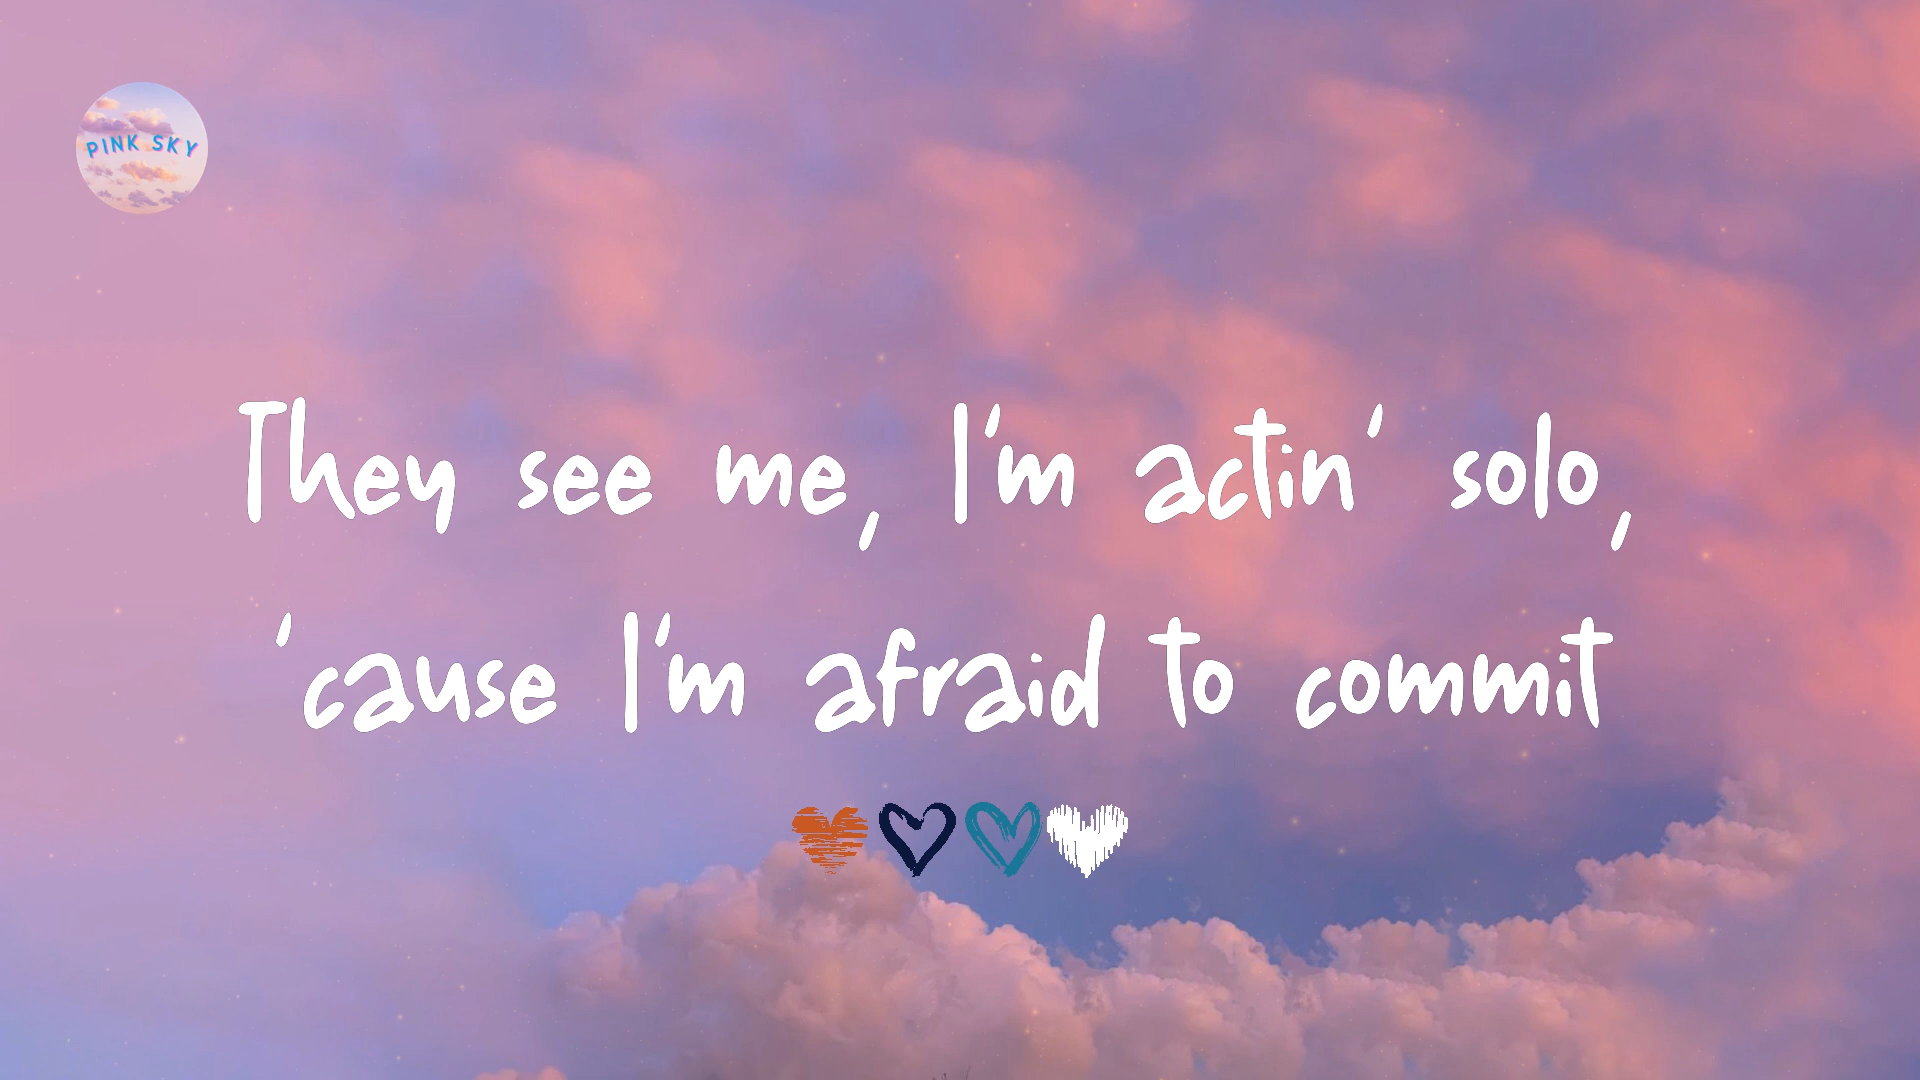 PINK SKY
They see me, I'm actin' solo,
'cause I'm afraid to commit